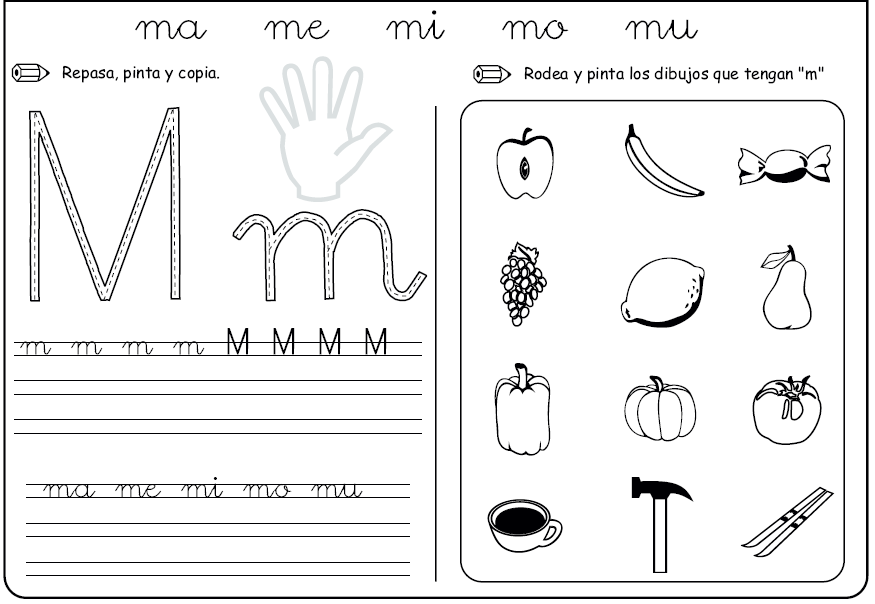 ma me mi mo mu
Repasa, pinta y copia.
M
m
m m m m M M M M
ma me mi mo mu
Rodea y pinta los dibujos que tengan "m"